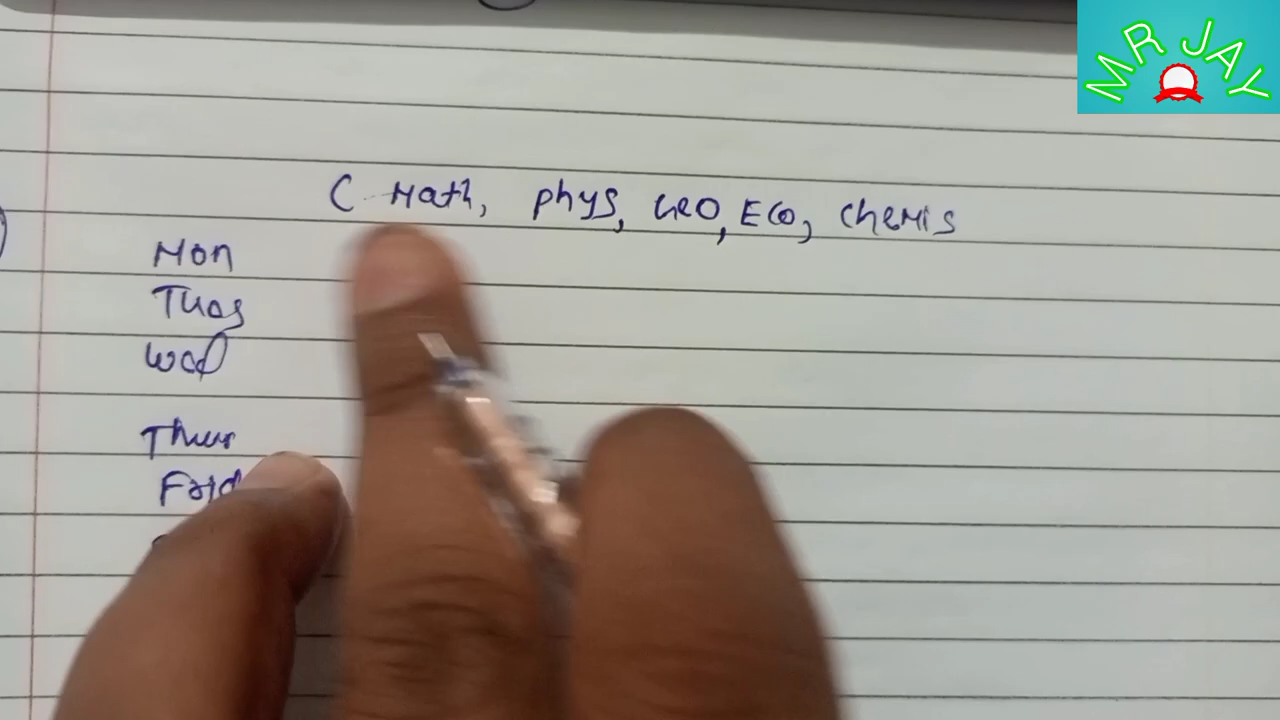 MR JAY
C Math, Phys, Geo, Eco, Chemis
Mon
Tues
Wed
Thur
Frid